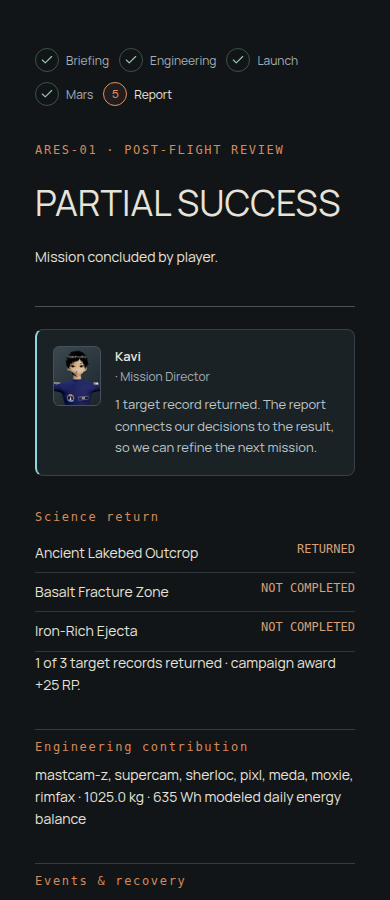 Briefing Engineering Launch
Mars 5 Report
ARES-01 · POST-FLIGHT REVIEW
PARTIAL SUCCESS
Mission concluded by player.
Kavi
· Mission Director
1 target record returned. The report
connects our decisions to the result,
so we can refine the next mission.
Science return
Ancient Lakebed Outcrop RETURNED
Basalt Fracture Zone NOT COMPLETED
Iron-Rich Ejecta NOT COMPLETED
1 of 3 target records returned · campaign award
+25 RP.
Engineering contribution
mastcam-z, supercam, sherloc, pixl, meda, moxie,
rimfax · 1025.0 kg · 635 Wh modeled daily energy
balance
Events & recovery